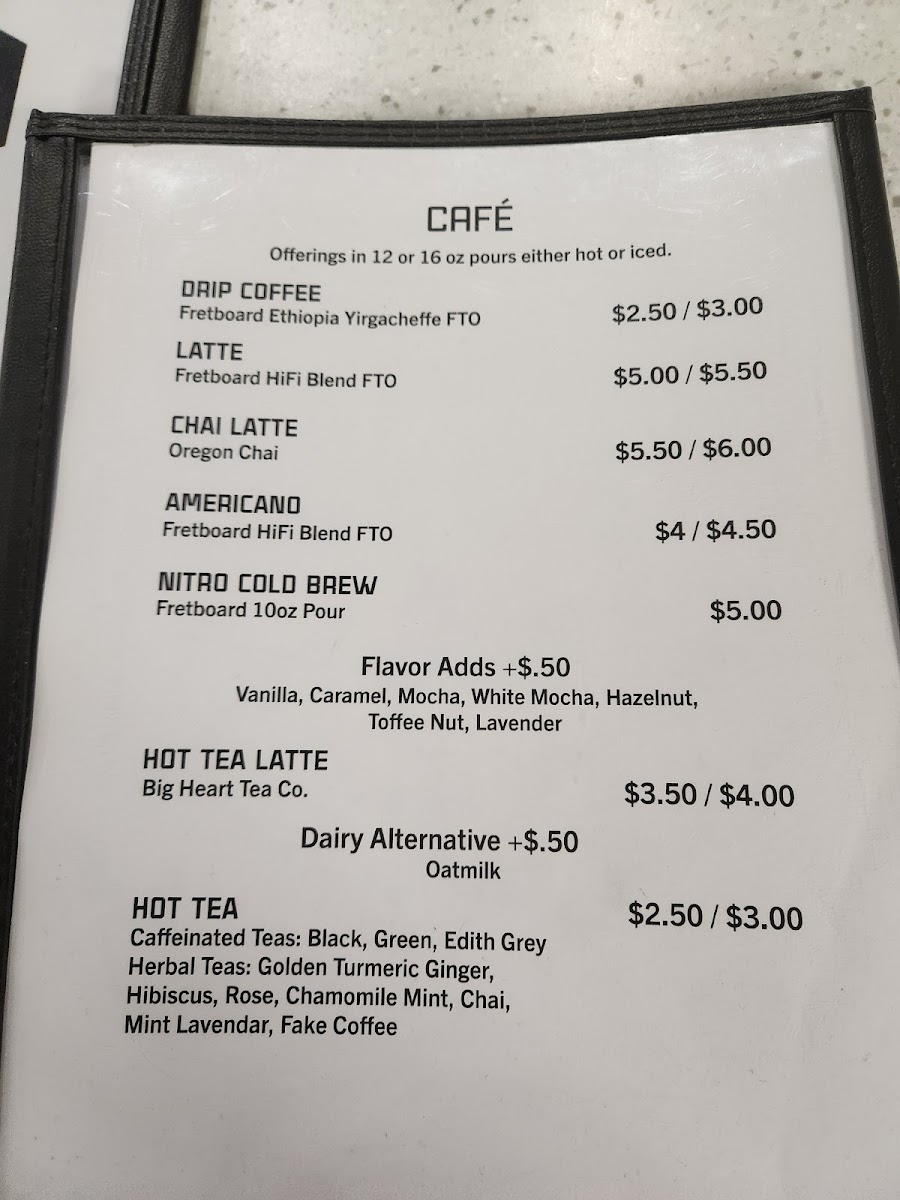 CAFÉ
Offerings in 12 or 16 oz pours either hot or iced.
DRIP COFFEE
Fretboard Ethiopia Yirgacheffe FTO
$2.50 / $3.00
LATTE
Fretboard HiFi Blend FTO
$5.00 / $5.50
CHAI LATTE
Oregon Chai
$5.50 / $6.00
AMERICANO
Fretboard HiFi Blend FTO
$4 / $4.50
NITRO COLD BREW
Fretboard 10oz Pour
$5.00
Flavor Adds +$.50
Vanilla, Caramel, Mocha, White Mocha, Hazelnut,
Toffee Nut, Lavender
HOT TEA LATTE
Big Heart Tea Co.
$3.50 / $4.00
Dairy Alternative +$.50
Oatmilk
HOT TEA
$2.50 / $3.00
Caffeinated Teas: Black, Green, Edith Grey
Herbal Teas: Golden Turmeric Ginger,
Hibiscus, Rose, Chamomile Mint, Chai,
Mint Lavendar, Fake Coffee